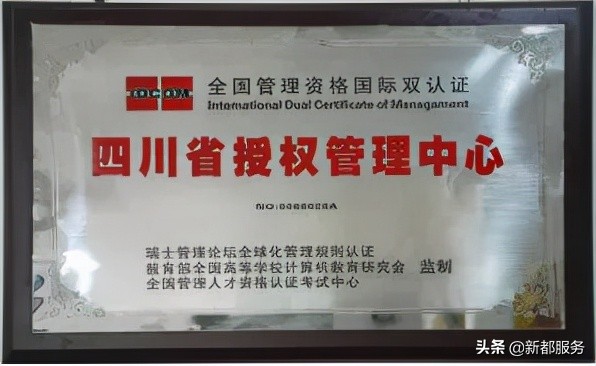 全国管理资格国际双认证
International Dual Certificate of Management
四川省授权管理中心
瑞士管理论坛全球化管理规则认证
教育部全国高等学校计算机教育研究会 监制
全国管理人才资格认证考试中心
头条 @新都服务